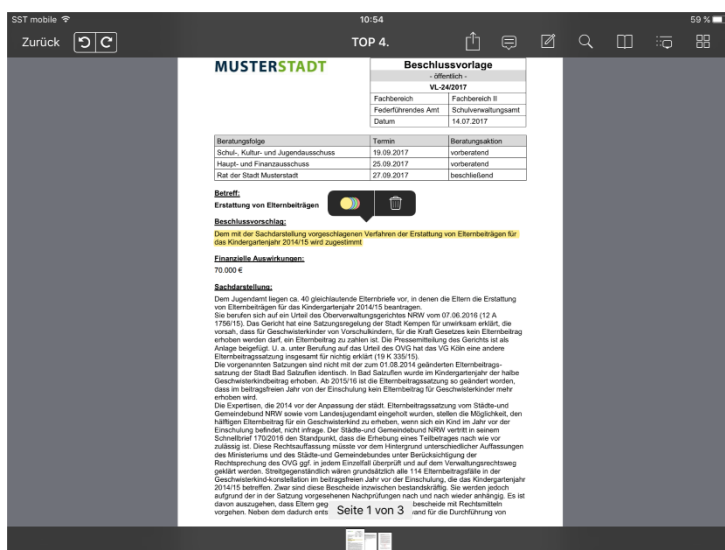 SST mobile 10:54 59 %
Zurück TOP 4.
MUSTERSTADT
Beschlussvorlage
- öffentlich -
VL-24/2017
Fachbereich Fachbereich II
Federführendes Amt Schulverwaltungsamt
Datum 14.07.2017
Beratungsfolge Termin Beratungsaktion
Schul-, Kultur- und Jugendausschuss 19.09.2017 vorberatend
Haupt- und Finanzausschuss 25.09.2017 vorberatend
Rat der Stadt Musterstadt 27.09.2017 beschließend
Betreff:
Erstattung von Elternbeiträgen
Beschlussvorschlag:
Dem mit der Sachdarstellung vorgeschlagenen Verfahren der Erstattung von Elternbeiträgen für
das Kindergartenjahr 2014/15 wird zugestimmt
Finanzielle Auswirkungen:
70.000 €
Sachdarstellung:
Dem Jugendamt liegen ca. 40 gleichlautende Elternbriefe vor, in denen die Eltern die Erstattung
von Elternbeiträgen für das Kindergartenjahr 2014/15 beantragen.
Sie berufen sich auf ein Urteil des Oberverwaltungsgerichtes NRW vom 07.06.2016 (12 A
1756/15). Das Gericht hat eine Satzungsregelung der Stadt Kempen für unwirksam erklärt, die
vorsah, dass für Geschwisterkinder von Vorschulkindern, für die Kraft Gesetzes kein Elternbeitrag
erhoben werden darf, ein Elternbeitrag zu zahlen ist. Die Pressemitteilung des Gerichts ist als
Anlage beigefügt. U. a. unter Berufung auf das Urteil des OVG hat das VG Köln eine andere
Elternbeitragssatzung insgesamt für nichtig erklärt (19 K 335/15).
Die vorgenannten Satzungen sind nicht mit der zum 01.08.2014 geänderten Elternbeitrags-
satzung der Stadt Bad Salzuflen identisch. In Bad Salzuflen wurde im Kindergartenjahr der halbe
Geschwisterkindbeitrag erhoben. Ab 2015/16 ist die Elternbeitragssatzung so geändert worden,
dass im beitragsfreien Jahr von der Einschulung kein Elternbeitrag für Geschwisterkinder mehr
erhoben wird.
Die Expertisen, die 2014 vor der Anpassung der städt. Elternbeitragssatzung vom Städte-und
Gemeindebund NRW sowie vom Landesjugendamt eingeholt wurden, stellen die Möglichkeit, den
hälftigen Elternbeitrag für ein Geschwisterkind zu erheben, wenn sich ein Kind im Jahr vor der
Einschulung befindet, nicht infrage. Der Städte-und Gemeindebund NRW vertritt in seinem
Schnellbrief 170/2016 den Standpunkt, dass die Erhebung eines Teilbetrages nach wie vor
zulässig ist. Diese Rechtsauffassung müsste vor dem Hintergrund unterschiedlicher Auffassungen
des Ministeriums und des Städte-und Gemeindebundes unter Berücksichtigung der
Rechtsprechung des OVG ggf. in jedem Einzelfall überprüft und auf dem Verwaltungsrechtsweg
geklärt werden. Streitgegenständlich wären grundsätzlich alle 114 Elternbeitragsfälle in der
Geschwisterkind-konstellation im beitragsfreien Jahr vor der Einschulung, die das Kindergartenjahr
2014/15 betreffen. Zwar sind diese Bescheide inzwischen bestandskräftig. Sie werden jedoch
aufgrund der in der Satzung vorgesehenen Nachprüfungen nach und nach wieder anhängig. Es ist
davon auszugehen, dass Eltern geg bescheide mit Rechtsmitteln
vorgehen. Neben dem dadurch ents and für die Durchführung von
Seite 1 von 3